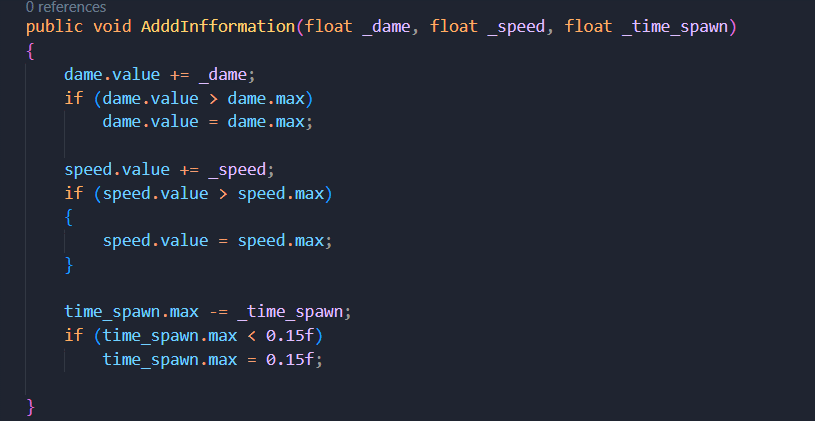 0 references
public void AdddInfformation(float _dame, float _speed, float _time_spawn)
{
dame.value += _dame;
if (dame.value > dame.max)
dame.value = dame.max;
speed.value += _speed;
if (speed.value > speed.max)
{
speed.value = speed.max;
}
time_spawn.max -= _time_spawn;
if (time_spawn.max < 0.15f)
time_spawn.max = 0.15f;
}